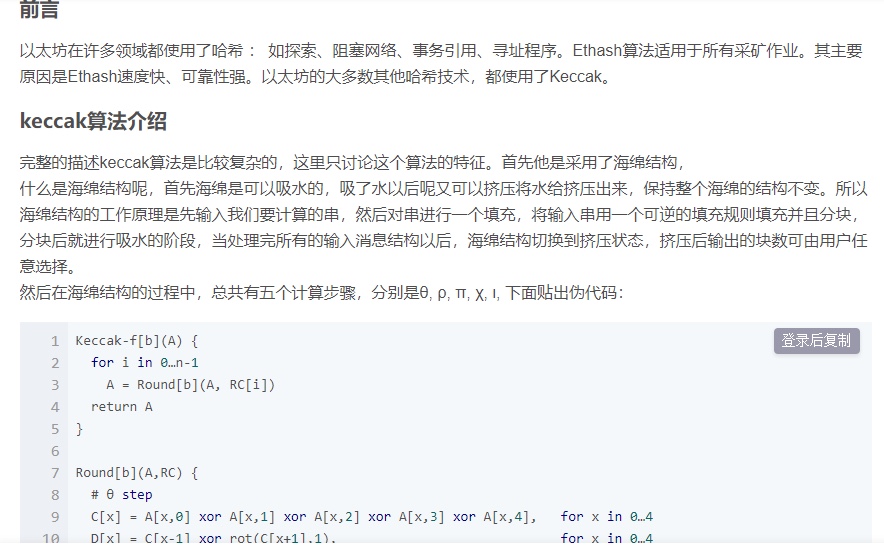 前言
以太坊在许多领域都使用了哈希： 如探索、阻塞网络、事务引用、寻址程序。Ethash算法适用于所有采矿作业。其主要
原因是Ethash速度快、可靠性强。以太坊的大多数其他哈希技术，都使用了Keccak。
keccak算法介绍
完整的描述keccak算法是比较复杂的，这里只讨论这个算法的特征。首先他是采用了海绵结构，
什么是海绵结构呢，首先海绵是可以吸水的，吸了水以后呢又可以挤压将水给挤压出来，保持整个海绵的结构不变。所以
海绵结构的工作原理是先输入我们要计算的串，然后对串进行一个填充，将输入串用一个可逆的填充规则填充并且分块，
分块后就进行吸水的阶段，当处理完所有的输入消息结构以后，海绵结构切换到挤压状态，挤压后输出的块数可由用户任
意选择。
然后在海绵结构的过程中，总共有五个计算步骤，分别是θ, ρ, π, χ, ι, 下面贴出伪代码：
登录后复制
1 Keccak-f[b](A) {
2 for i in 0…n-1
3 A = Round[b](A, RC[i])
4 return A
5 }
6
7 Round[b](A,RC) {
8 # θ step
9 C[x] = A[x,0] xor A[x,1] xor A[x,2] xor A[x,3] xor A[x,4], for x in 0…4
10 D[x] = C[x-1] xor rot(C[x+1],1), for x in 0…4